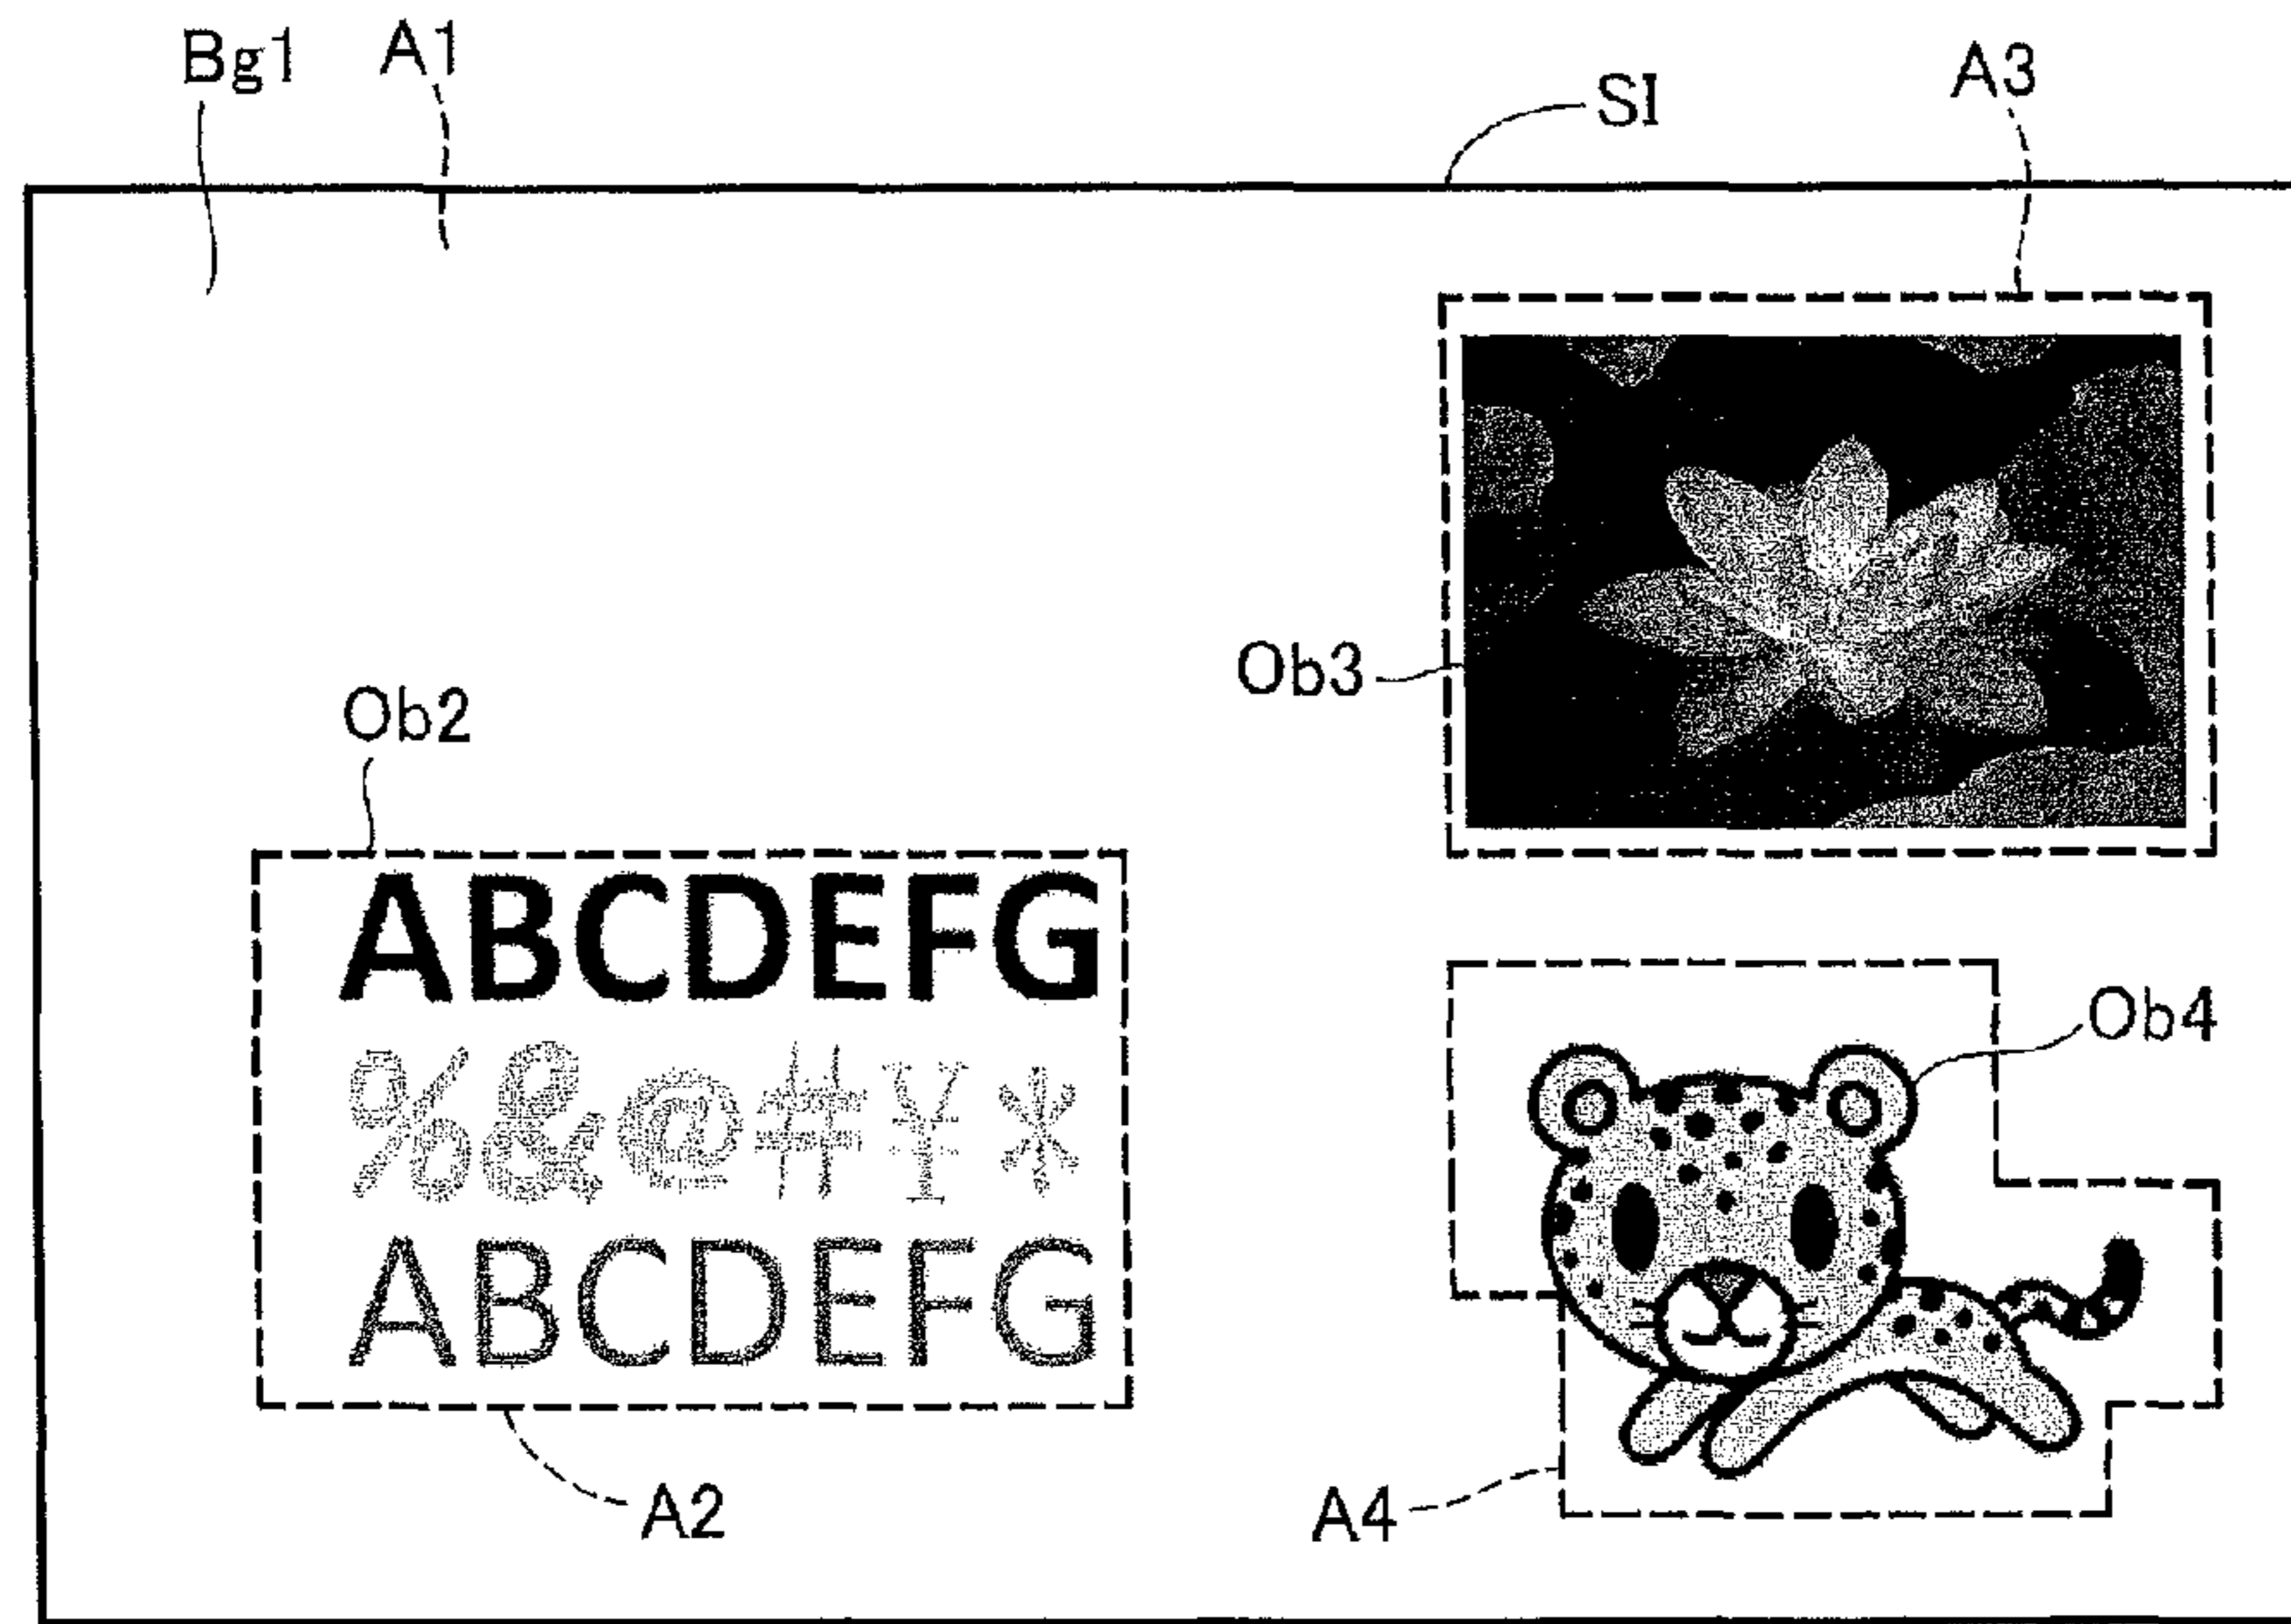 Bg1 A1 SI A3
Ob3
Ob2
ABCDEFG
%&@#¥*
ABCDEFG
Ob4
A2
A4